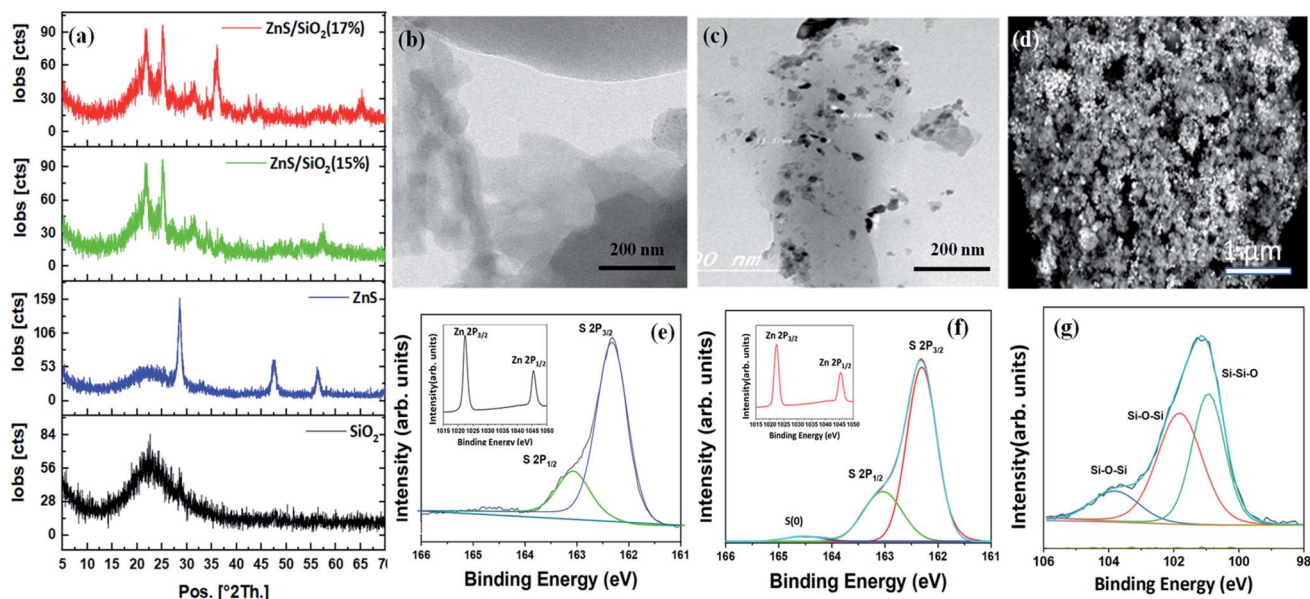 (a)
ZnS/SiO₂(17%)
Iobs [cts]
90
60
30
0
ZnS/SiO₂(15%)
Iobs [cts]
90
60
30
0
ZnS
Iobs [cts]
159
106
53
0
SiO₂
Iobs [cts]
84
56
28
0
5 10 15 20 25 30 35 40 45 50 55 60 65 70
Pos. [°2Th.]
(b)
200 nm
(c)
200 nm
00 nm
(d)
1 µm
(e)
Zn 2P3/2
Zn 2P1/2
Intensity(arb. units)
1015 1020 1025 1030 1035 1040 1045 1050
Binding Energy (eV)
S 2P3/2
S 2P1/2
Intensity (arb. units)
166 165 164 163 162 161
Binding Energy (eV)
(f)
Zn 2P3/2
Zn 2P1/2
Intensity(arb. units)
1015 1020 1025 1030 1035 1040 1045 1050
Binding Energy (eV)
S 2P3/2
S 2P1/2
S(0)
Intensity (arb. units)
166 165 164 163 162 161
Binding Energy (eV)
(g)
Si-Si-O
Si-O-Si
Si-O-Si
Intensity(arb. units)
106 104 102 100 98
Binding Energy (eV)